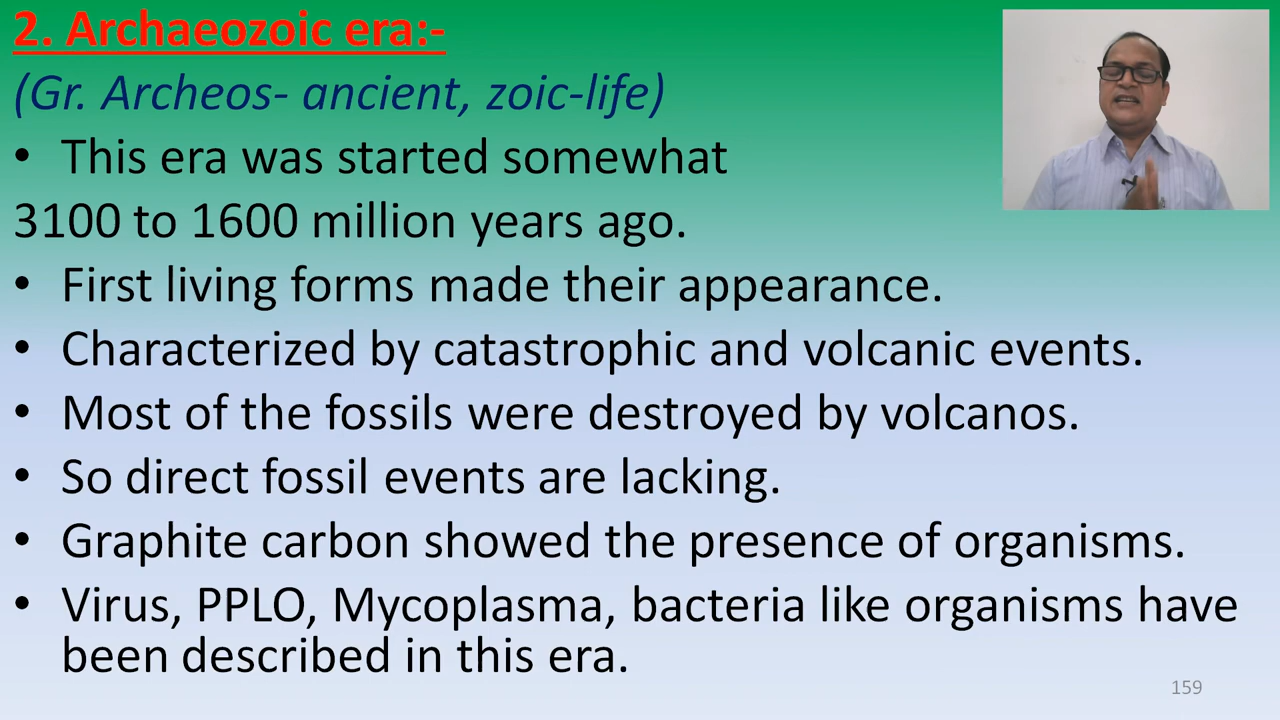 2. Archaeozoic era:-
(Gr. Archeos- ancient, zoic-life)
• This era was started somewhat
3100 to 1600 million years ago.
• First living forms made their appearance.
• Characterized by catastrophic and volcanic events.
• Most of the fossils were destroyed by volcanos.
• So direct fossil events are lacking.
• Graphite carbon showed the presence of organisms.
• Virus, PPLO, Mycoplasma, bacteria like organisms have
been described in this era.
159